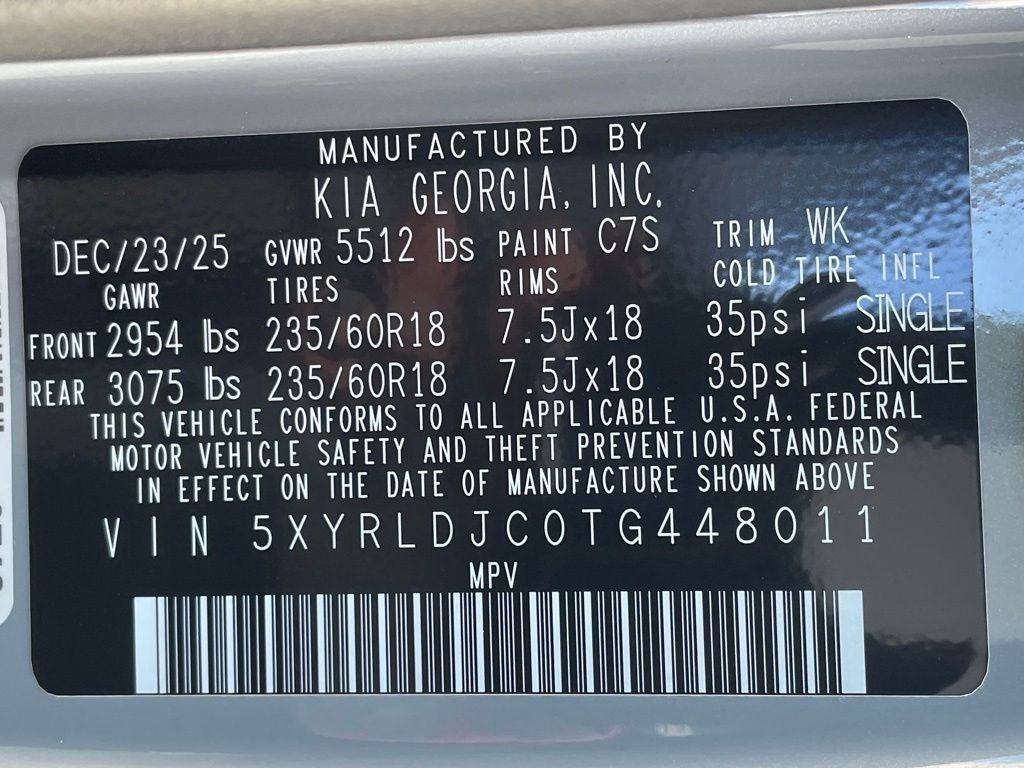 MANUFACTURED BY
KIA GEORGIA, INC.
DEC/23/25 GVWR 5512 lbs PAINT C7S TRIM WK
GAWR TIRES RIMS COLD TIRE INFL
FRONT 2954 lbs 235/60R18 7.5Jx18 35psi SINGLE
REAR 3075 lbs 235/60R18 7.5Jx18 35psi SINGLE
THIS VEHICLE CONFORMS TO ALL APPLICABLE U.S.A. FEDERAL
MOTOR VEHICLE SAFETY AND THEFT PREVENTION STANDARDS
IN EFFECT ON THE DATE OF MANUFACTURE SHOWN ABOVE
VIN 5XYRLDJC0TG448011
MPV